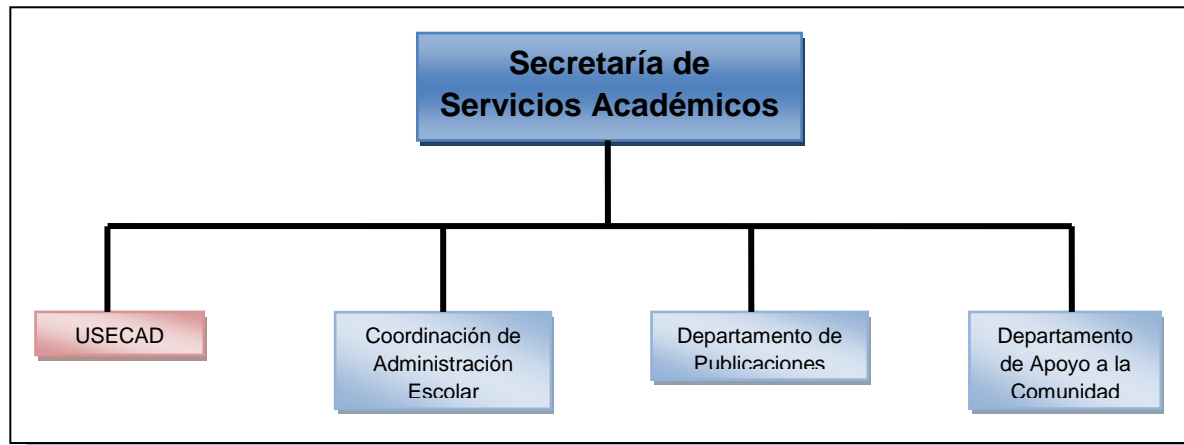 Secretaría de
Servicios Académicos
USECAD
Coordinación de
Administración
Escolar
Departamento de
Publicaciones
Departamento
de Apoyo a la
Comunidad